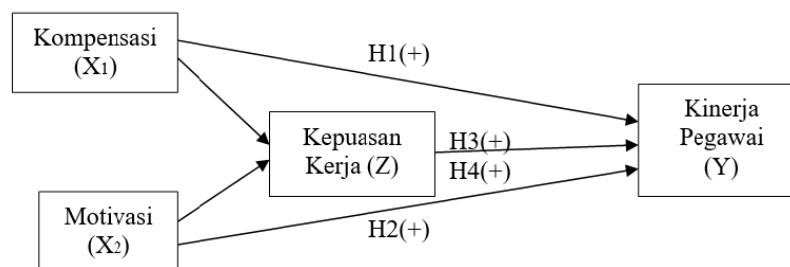 Kompensasi
(X1)
H1(+)
Kinerja
Pegawai
(Y)
Kepuasan
Kerja (Z)
H3(+)
H4(+)
Motivasi
(X2)
H2(+)